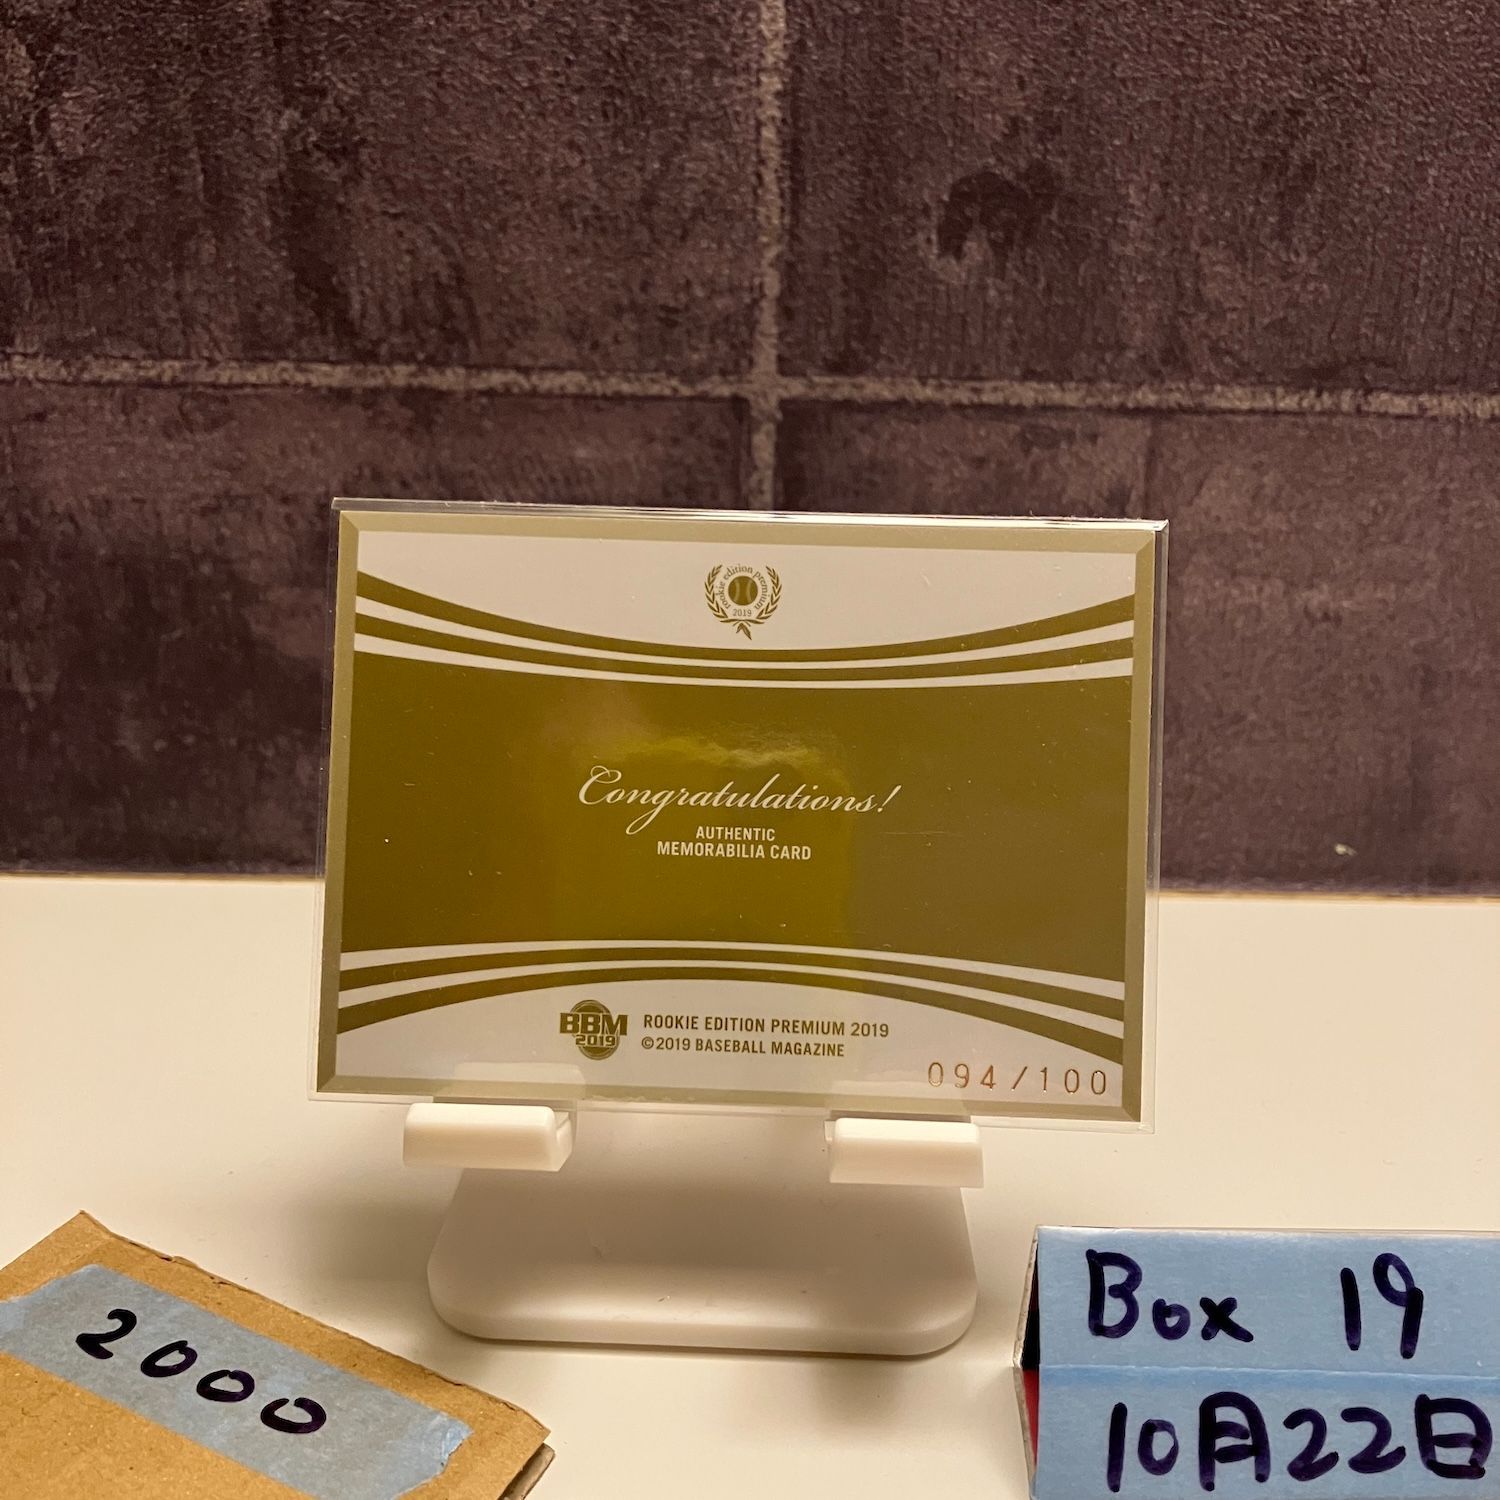 rookie edition premium
2019
Congratulations!
AUTHENTIC
MEMORABILIA CARD
BBM
2019
ROOKIE EDITION PREMIUM 2019
©2019 BASEBALL MAGAZINE
094/100
2000
Box 19
10月22日